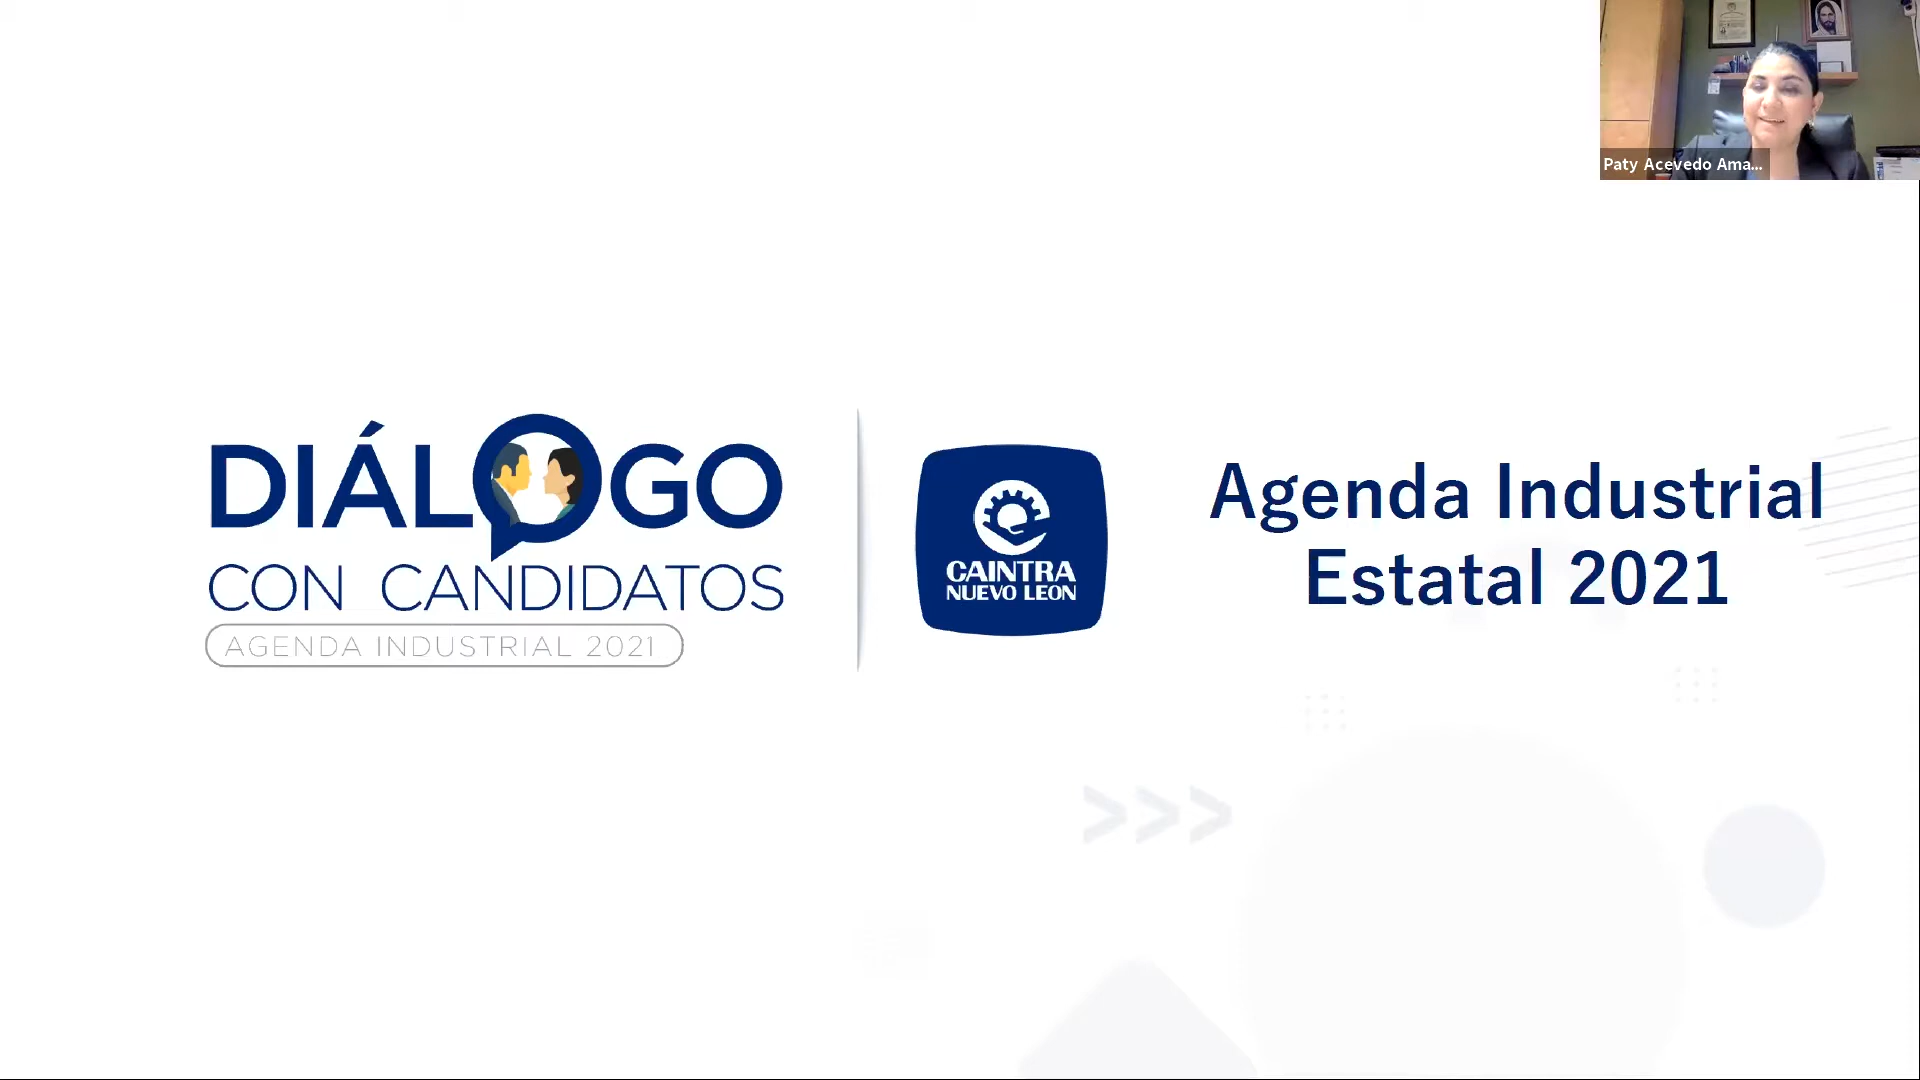 Paty Acevedo Ama...
DIÁLOGO
CON CANDIDATOS
AGENDA INDUSTRIAL 2021
CAINTRA
NUEVO LEON
Agenda Industrial
Estatal 2021
>>>